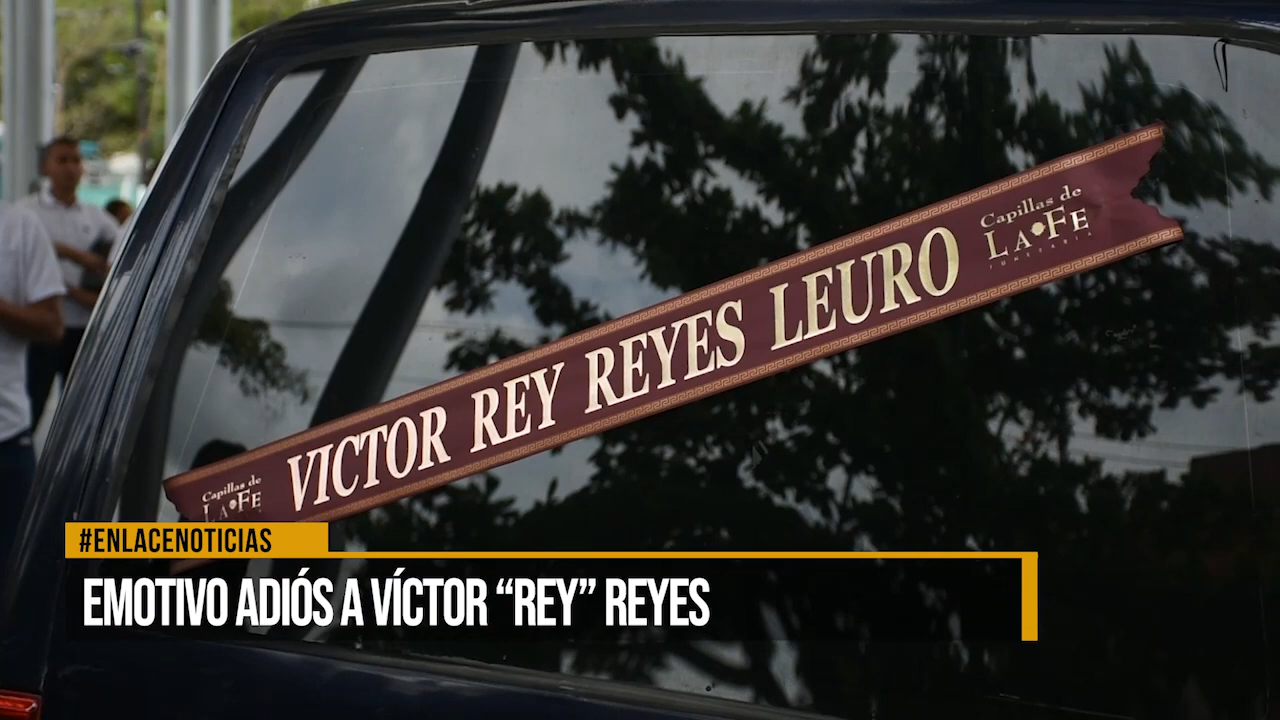 Capillas de
LA FE
FUNERARIA
VICTOR REY REYES LEURO
Capillas de
LA FE
#ENLACENOTICIAS
EMOTIVO ADIÓS A VÍCTOR “REY” REYES